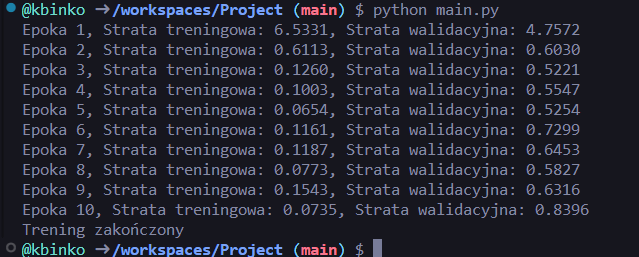 @kbinko ➜ /workspaces/Project (main) $ python main.py
Epoka 1, Strata treningowa: 6.5331, Strata walidacyjna: 4.7572
Epoka 2, Strata treningowa: 0.6113, Strata walidacyjna: 0.6030
Epoka 3, Strata treningowa: 0.1260, Strata walidacyjna: 0.5221
Epoka 4, Strata treningowa: 0.1003, Strata walidacyjna: 0.5547
Epoka 5, Strata treningowa: 0.0654, Strata walidacyjna: 0.5254
Epoka 6, Strata treningowa: 0.1161, Strata walidacyjna: 0.7299
Epoka 7, Strata treningowa: 0.1187, Strata walidacyjna: 0.6453
Epoka 8, Strata treningowa: 0.0773, Strata walidacyjna: 0.5827
Epoka 9, Strata treningowa: 0.1543, Strata walidacyjna: 0.6316
Epoka 10, Strata treningowa: 0.0735, Strata walidacyjna: 0.8396
Trening zakończony
@kbinko ➜ /workspaces/Project (main) $